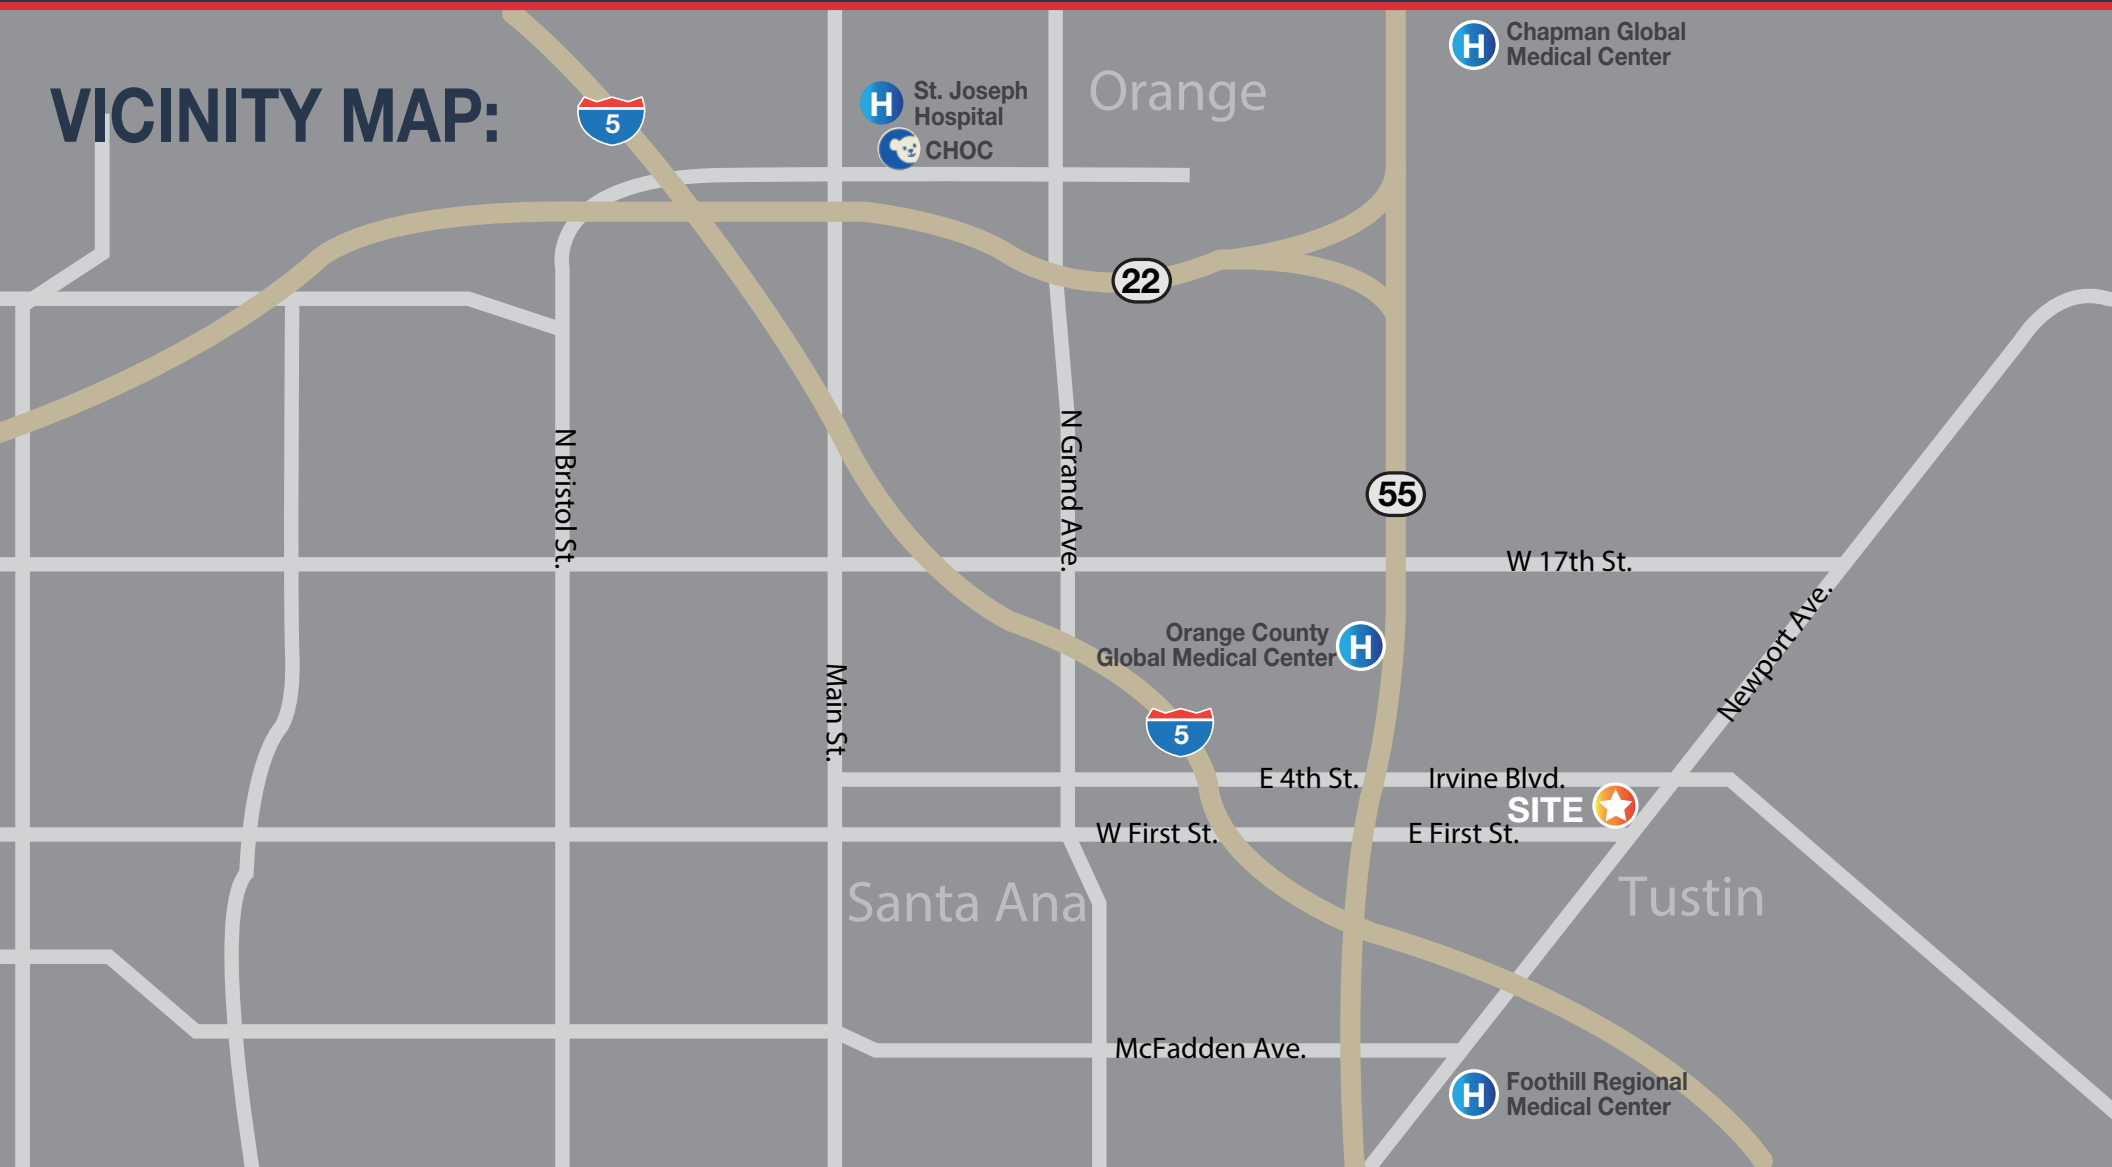 Chapman Global
Medical Center
H
VICINITY MAP:
5
H
St. Joseph
Hospital
CHOC
Orange
22
N Bristol St.
N Grand Ave.
55
W 17th St.
Newport Ave.
Orange County
Global Medical Center
H
Main St.
5
E 4th St.
Irvine Blvd.
SITE
W First St.
E First St.
Santa Ana
Tustin
McFadden Ave.
H
Foothill Regional
Medical Center